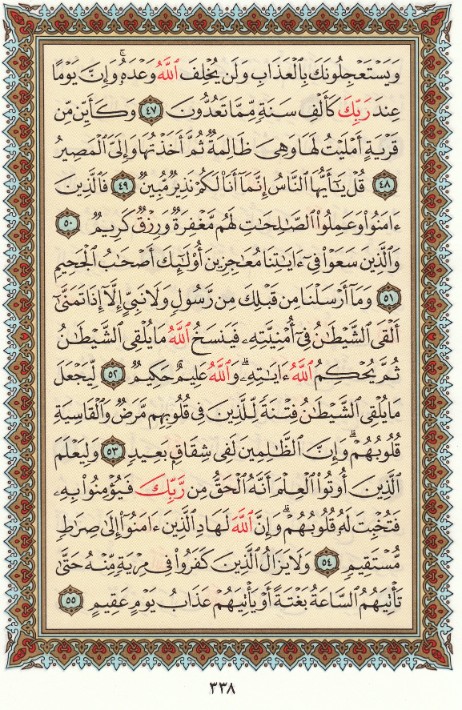 وَيَسْتَعْجِلُونَكَ بِٱلْعَذَابِ وَلَن يُخْلِفَ ٱللَّهُ وَعْدَهُۥ ۚ وَإِنَّ يَوْمًا
عِندَ رَبِّكَ كَأَلْفِ سَنَةٍ مِّمَّا تَعُدُّونَ ٤٧ وَكَأَيِّن مِّن
قَرْيَةٍ أَمْلَيْتُ لَهَا وَهِىَ ظَالِمَةٌ ثُمَّ أَخَذْتُهَا وَإِلَىَّ ٱلْمَصِيرُ
٤٨ قُلْ يَٰٓأَيُّهَا ٱلنَّاسُ إِنَّمَآ أَنَا۠ لَكُمْ نَذِيرٌ مُّبِينٌ ٤٩ فَٱلَّذِينَ
ءَامَنُوا۟ وَعَمِلُوا۟ ٱلصَّٰلِحَٰتِ لَهُم مَّغْفِرَةٌ وَرِزْقٌ كَرِيمٌ ٥٠
وَٱلَّذِينَ سَعَوْا۟ فِىٓ ءَايَٰتِنَا مُعَٰجِزِينَ أُو۟لَٰٓئِكَ أَصْحَٰبُ ٱلْجَحِيمِ
٥١ وَمَآ أَرْسَلْنَا مِن قَبْلِكَ مِن رَّسُولٍ وَلَا نَبِىٍّ إِلَّآ إِذَا تَمَنَّىٰٓ
أَلْقَى ٱلشَّيْطَٰنُ فِىٓ أُمْنِيَّتِهِۦ فَيَنسَخُ ٱللَّهُ مَا يُلْقِى ٱلشَّيْطَٰنُ
ثُمَّ يُحْكِمُ ٱللَّهُ ءَايَٰتِهِۦ ۗ وَٱللَّهُ عَلِيمٌ حَكِيمٌ ٥٢ لِّيَجْعَلَ
مَا يُلْقِى ٱلشَّيْطَٰنُ فِتْنَةً لِّلَّذِينَ فِى قُلُوبِهِم مَّرَضٌ وَٱلْقَاسِيَةِ
قُلُوبُهُمْ ۗ وَإِنَّ ٱلظَّٰلِمِينَ لَفِى شِقَاقٍۭ بَعِيدٍ ٥٣ وَلِيَعْلَمَ
ٱلَّذِينَ أُوتُوا۟ ٱلْعِلْمَ أَنَّهُ ٱلْحَقُّ مِن رَّبِّكَ فَيُؤْمِنُوا۟ بِهِۦ
فَتُخْبِتَ لَهُۥ قُلُوبُهُمْ ۗ وَإِنَّ ٱللَّهَ لَهَادِ ٱلَّذِينَ ءَامَنُوٓا۟ إِلَىٰ صِرَٰطٍ
مُّسْتَقِيمٍ ٥٤ وَلَا يَزَالُ ٱلَّذِينَ كَفَرُوا۟ فِى مِرْيَةٍ مِّنْهُ حَتَّىٰ
تَأْتِيَهُمُ ٱلسَّاعَةُ بَغْتَةً أَوْ يَأْتِيَهُمْ عَذَابُ يَوْمٍ عَقِيمٍ ٥٥
٣٣٨